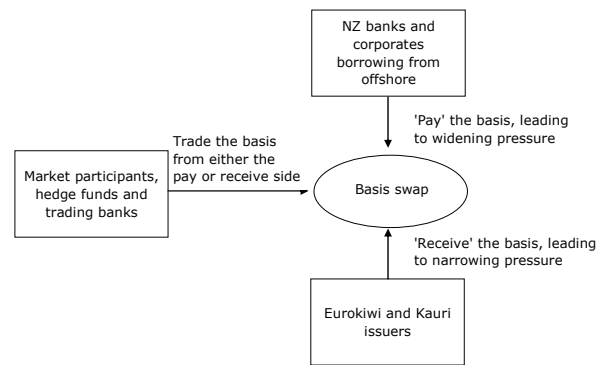 NZ banks and
corporates
borrowing from
offshore
'Pay' the basis, leading
to widening pressure
Trade the basis
from either the
pay or receive side
Market participants,
hedge funds and
trading banks
Basis swap
'Receive' the basis, leading
to narrowing pressure
Eurokiwi and Kauri
issuers